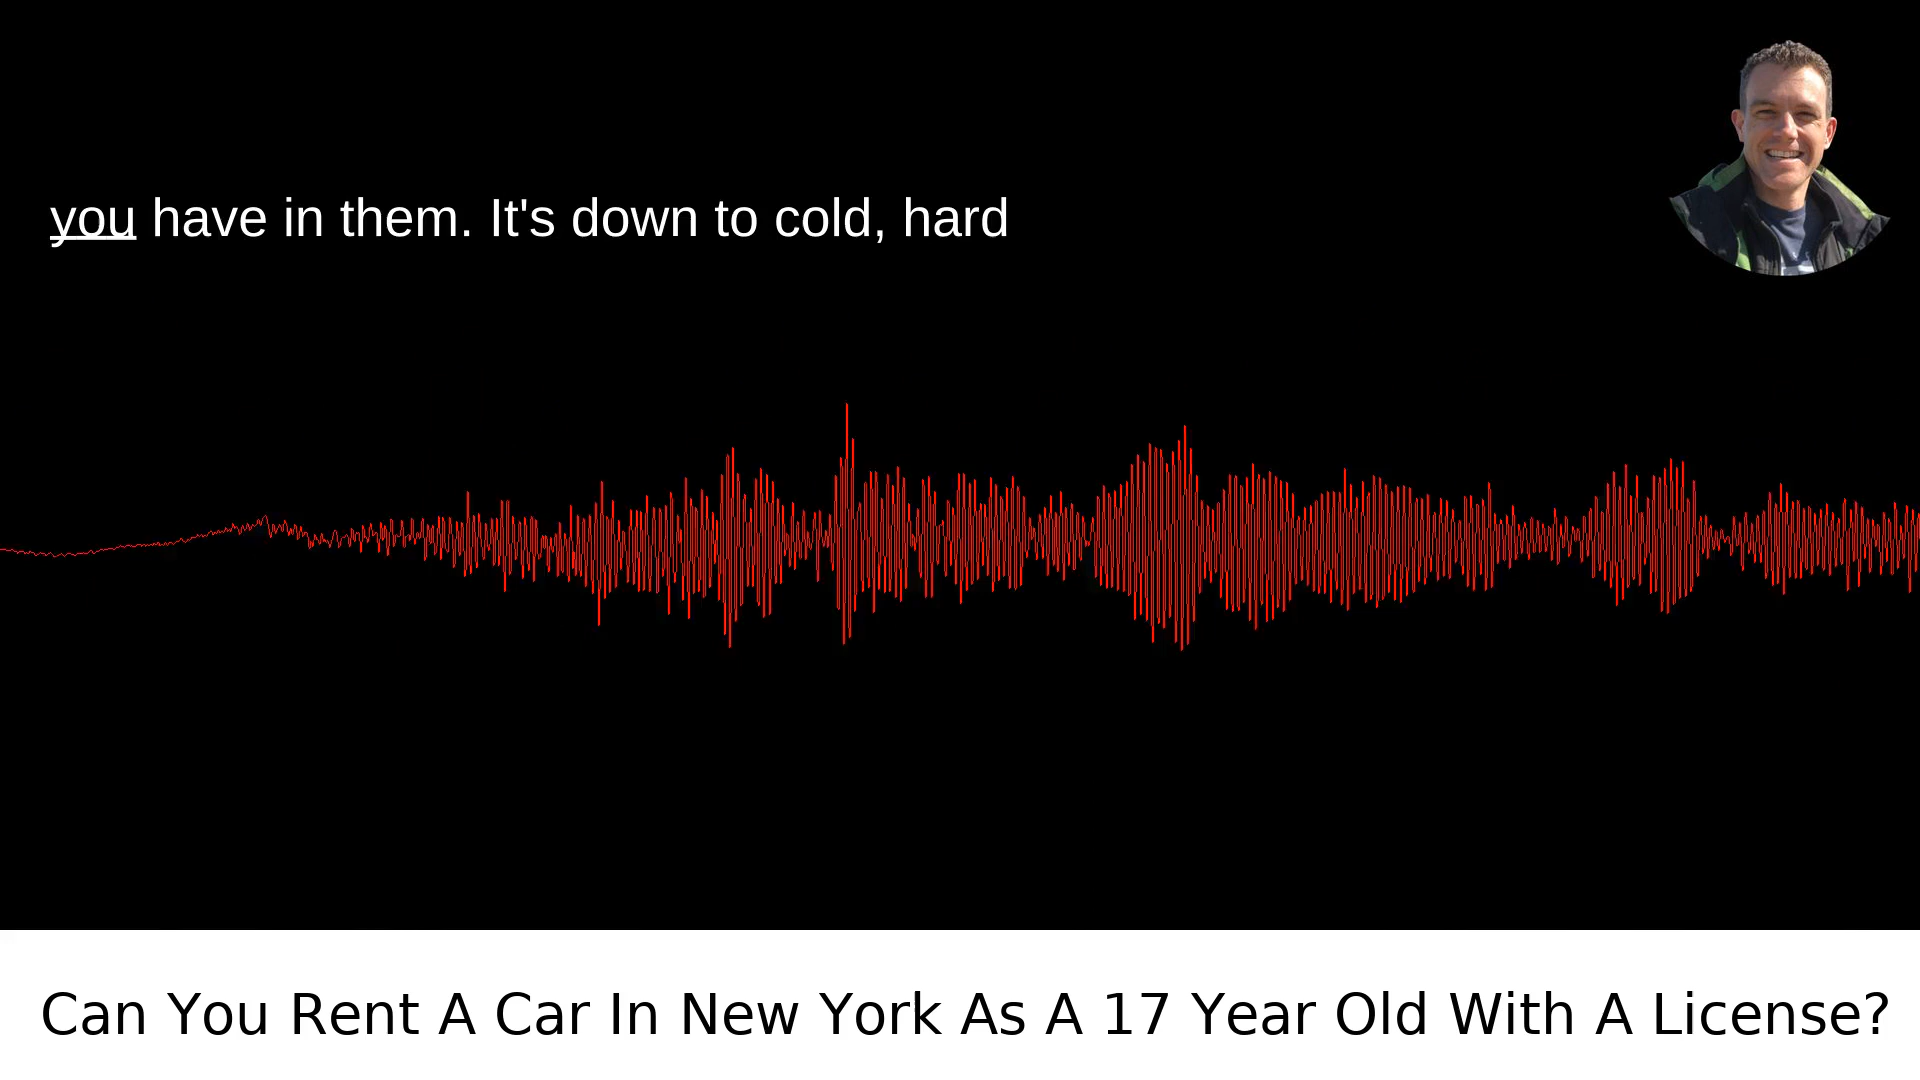 you have in them. It's down to cold, hard
Can You Rent A Car In New York As A 17 Year Old With A License?